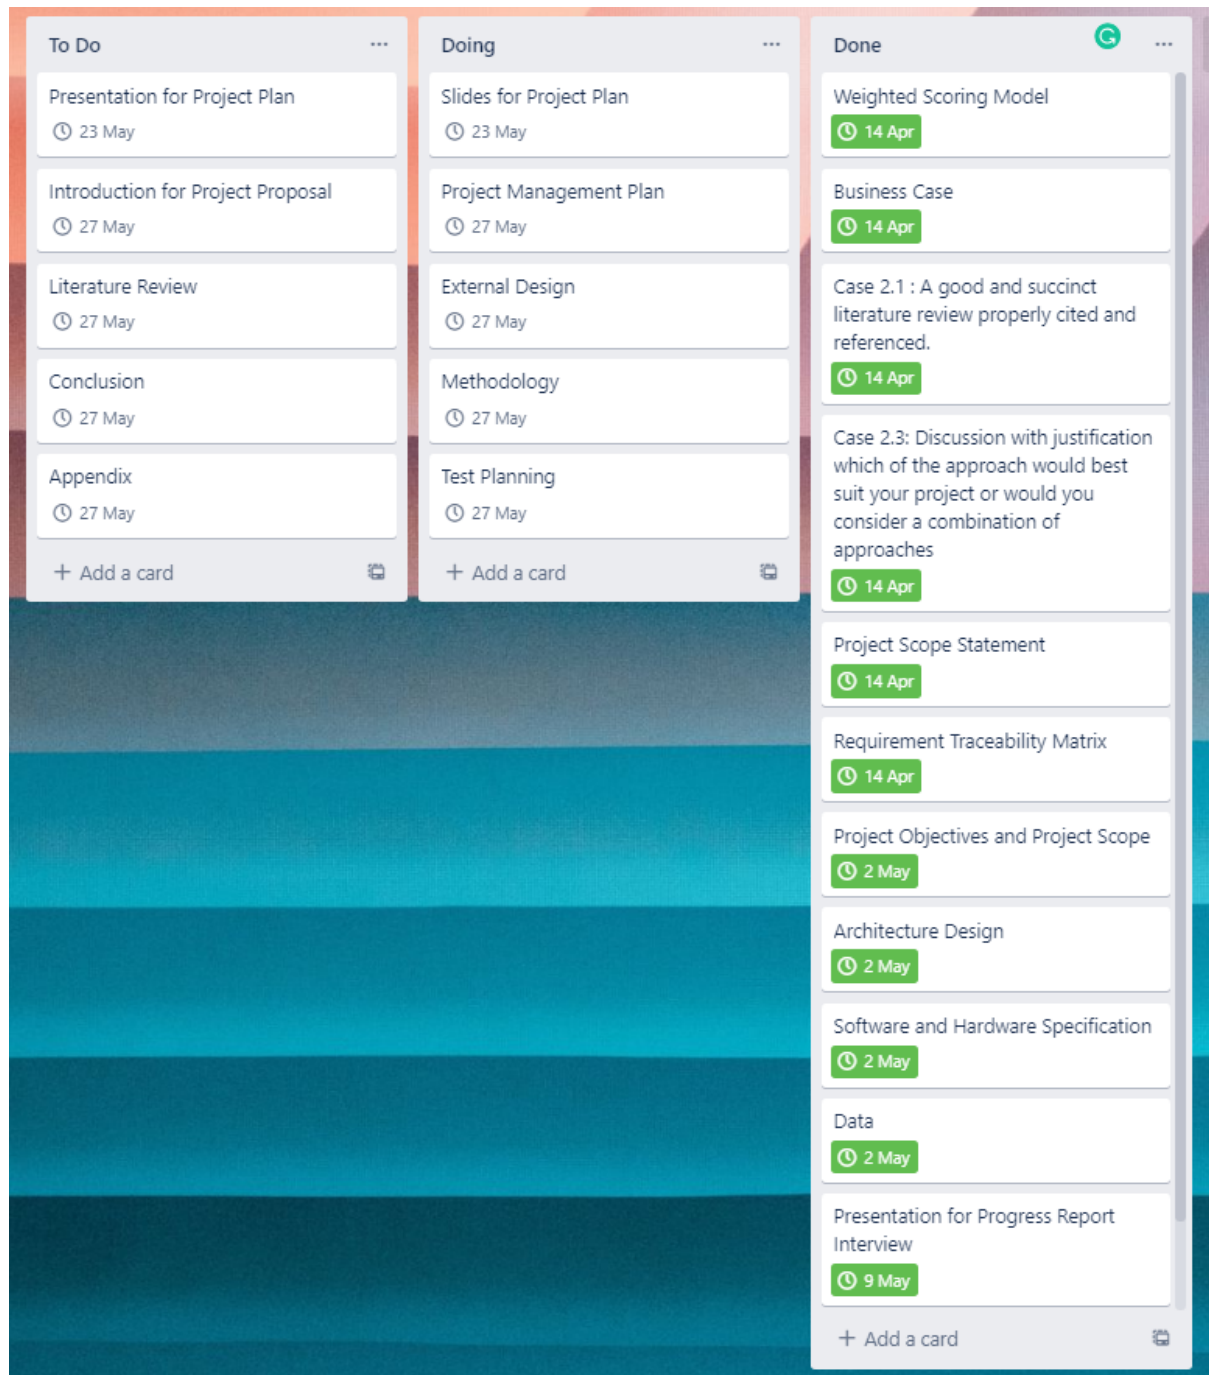 To Do
Presentation for Project Plan
23 May
Introduction for Project Proposal
27 May
Literature Review
27 May
Conclusion
27 May
Appendix
27 May
+ Add a card
Doing
Slides for Project Plan
23 May
Project Management Plan
27 May
External Design
27 May
Methodology
27 May
Test Planning
27 May
+ Add a card
Done
Weighted Scoring Model
14 Apr
Business Case
14 Apr
Case 2.1 : A good and succinct
literature review properly cited and
referenced.
14 Apr
Case 2.3: Discussion with justification
which of the approach would best
suit your project or would you
consider a combination of
approaches
14 Apr
Project Scope Statement
14 Apr
Requirement Traceability Matrix
14 Apr
Project Objectives and Project Scope
2 May
Architecture Design
2 May
Software and Hardware Specification
2 May
Data
2 May
Presentation for Progress Report
Interview
9 May
+ Add a card